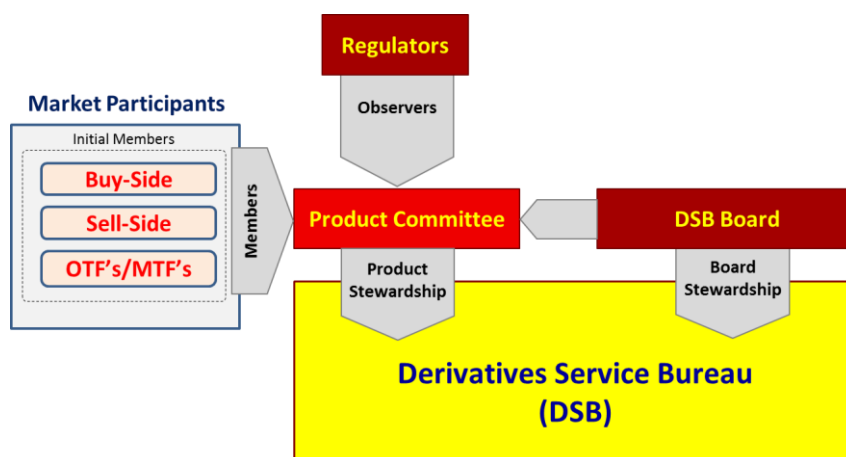 Regulators
Observers
Market Participants
Initial Members
Buy-Side
Sell-Side
OTF's/MTF's
Members
Product Committee
DSB Board
Product
Stewardship
Board
Stewardship
Derivatives Service Bureau
(DSB)